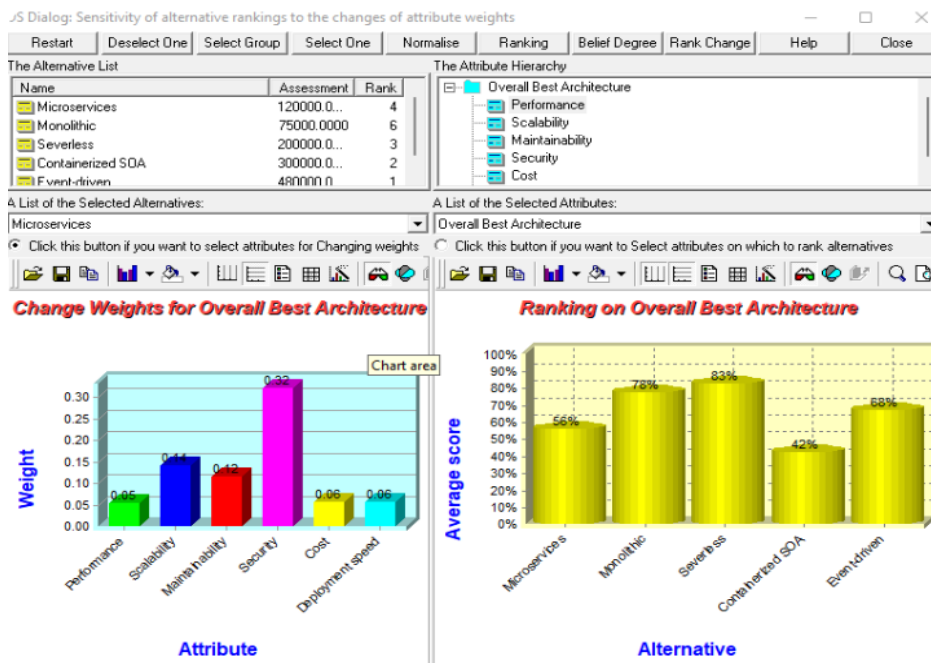 JS Dialog: Sensitivity of alternative rankings to the changes of attribute weights
Restart Deselect One Select Group Select One Normalise Ranking Belief Degree Rank Change Help Close
The Alternative List
Name Assessment Rank
Microservices 120000.0... 4
Monolithic 75000.0000 6
Severless 200000.0... 3
Containerized SOA 300000.0... 2
Event-driven 480000.0 1
The Attribute Hierarchy
Overall Best Architecture
Performance
Scalability
Maintainability
Security
Cost
A List of the Selected Alternatives:
Microservices
Click this button if you want to select attributes for Changing weights
A List of the Selected Attributes:
Overall Best Architecture
Click this button if you want to Select attributes on which to rank alternatives
Change Weights for Overall Best Architecture
Chart area
Weight
0.30
0.25
0.20
0.15
0.10
0.05
0.00
0.05 0.14 0.12 0.32 0.06 0.06
Performance Scalability Maintainability Security Cost Deployment speed
Attribute
Ranking on Overall Best Architecture
Average score
100%
90%
80%
70%
60%
50%
40%
30%
20%
10%
0%
56% 78% 83% 42% 68%
Microservices Monolithic Severless Containerized SOA Event-driven
Alternative